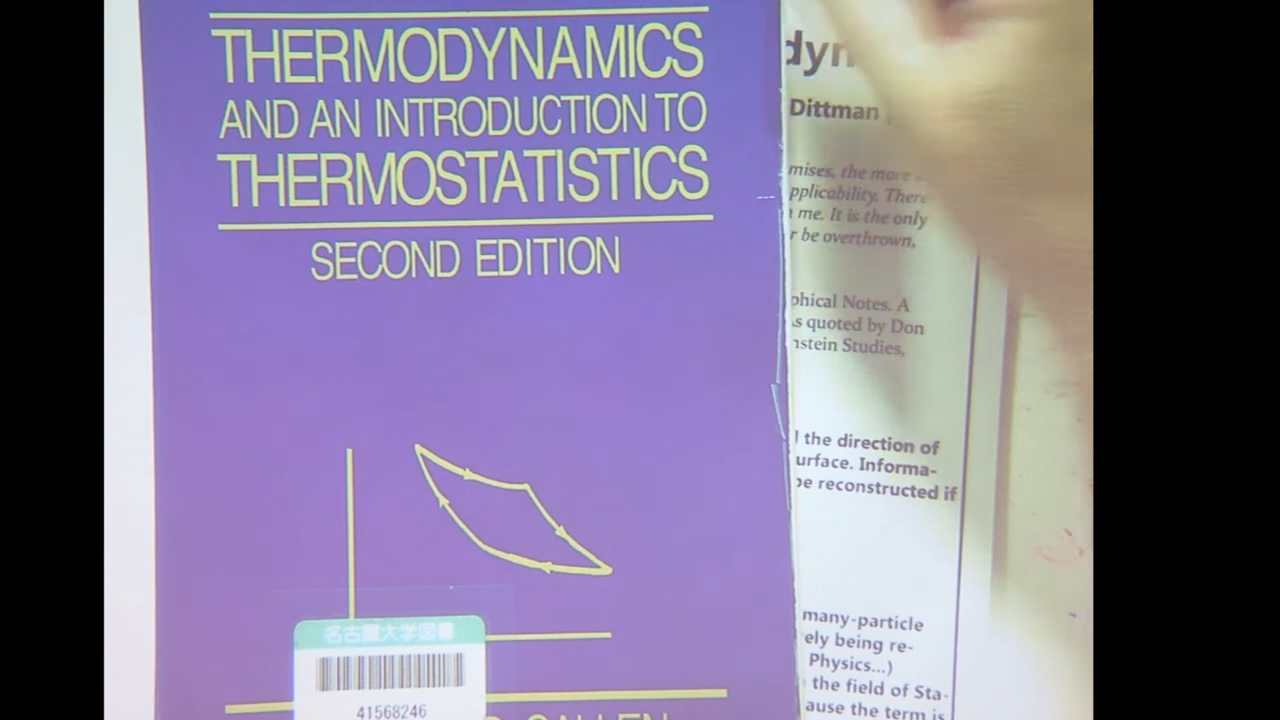 THERMODYNAMICS
AND AN INTRODUCTION TO
THERMOSTATISTICS
SECOND EDITION
名古屋大学図書
41568246
CALLEN
Dittman
mises, the more
pplicability. There
me. It is the only
r be overthrown,
phical Notes. A
s quoted by Don
nstein Studies,
the direction of
urface. Informa-
be reconstructed if
many-particle
ely being re-
Physics...)
the field of Sta-
ause the term is